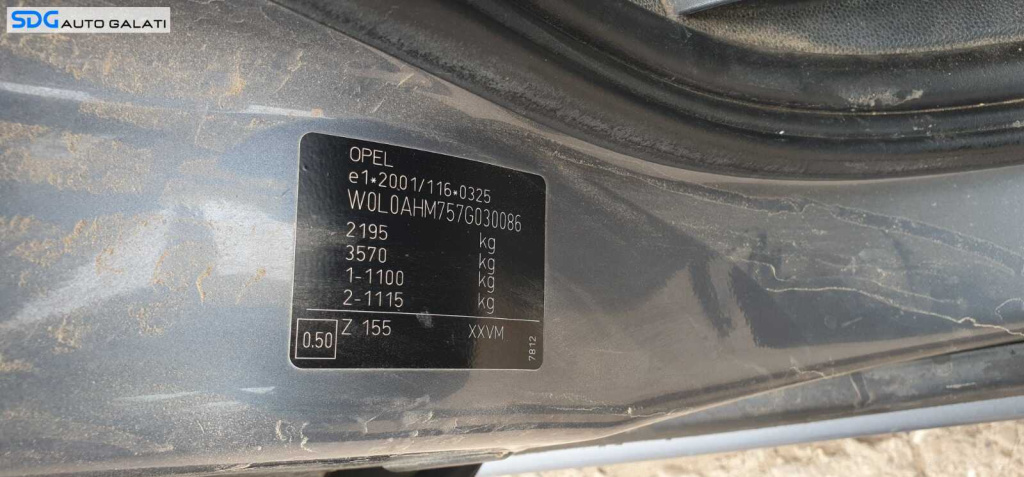 SDG AUTO GALATI
OPEL
e1*2001/116*0325
W0L0AHM757G030086
2195 kg
3570 kg
1-1100 kg
2-1115 kg
0.50 Z 155 XXVM
7812